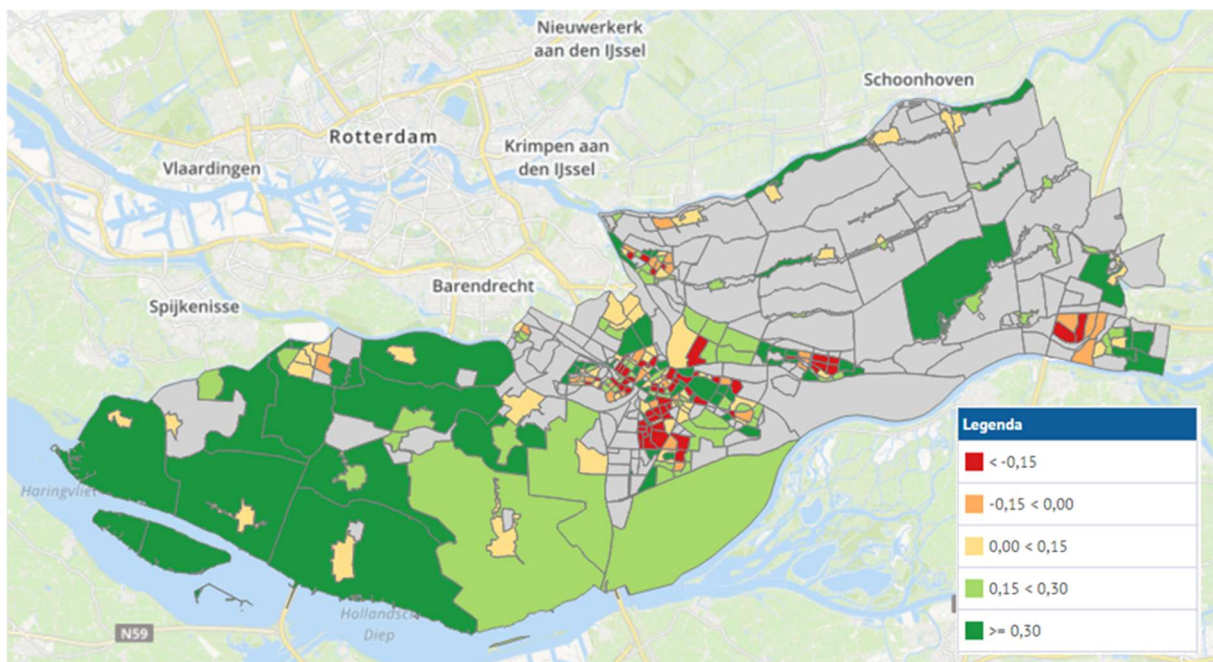 Nieuwerkerk
aan den IJssel
Schoonhoven
Rotterdam
Krimpen aan
den IJssel
Vlaardingen
Barendrecht
Spijkenisse
Haringvliet
Hollandsch
Diep
N59
Legenda
< -0,15
-0,15 < 0,00
0,00 < 0,15
0,15 < 0,30
>= 0,30